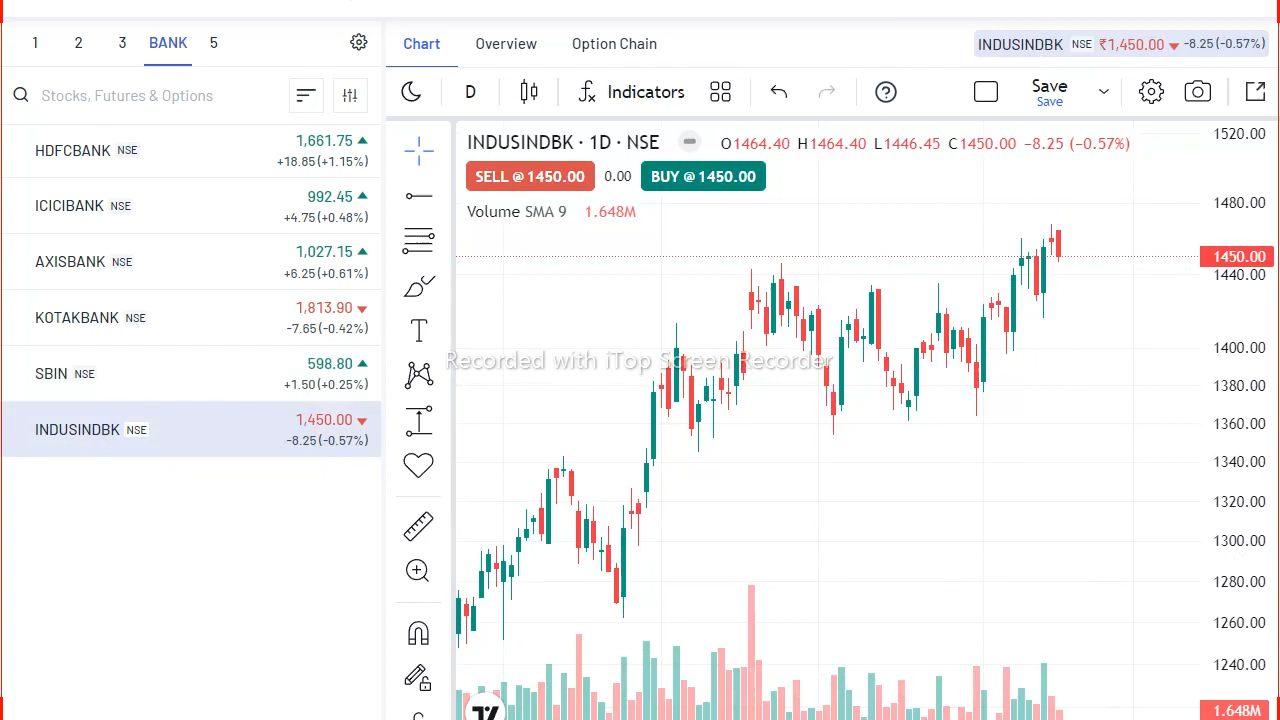 1 2 3 BANK 5
Chart Overview Option Chain
INDUSINDBK NSE ₹1,450.00 -8.25 (-0.57%)
Stocks, Futures & Options
D Indicators Save
Save
HDFCBANK NSE 1,661.75
+18.85 (+1.15%)
ICICIBANK NSE 992.45
+4.75 (+0.48%)
AXISBANK NSE 1,027.15
+6.25 (+0.61%)
KOTAKBANK NSE 1,813.90
-7.65 (-0.42%)
SBIN NSE 598.80
+1.50 (+0.25%)
INDUSINDBK NSE 1,450.00
-8.25 (-0.57%)
INDUSINDBK · 1D · NSE O1464.40 H1464.40 L1446.45 C1450.00 −8.25 (−0.57%)
SELL @ 1450.00 0.00 BUY @ 1450.00
Volume SMA 9 1.648M
Recorded with iTop Screen Recorder
1520.00
1480.00
1450.00
1440.00
1400.00
1380.00
1360.00
1340.00
1320.00
1300.00
1280.00
1260.00
1240.00
1.648M